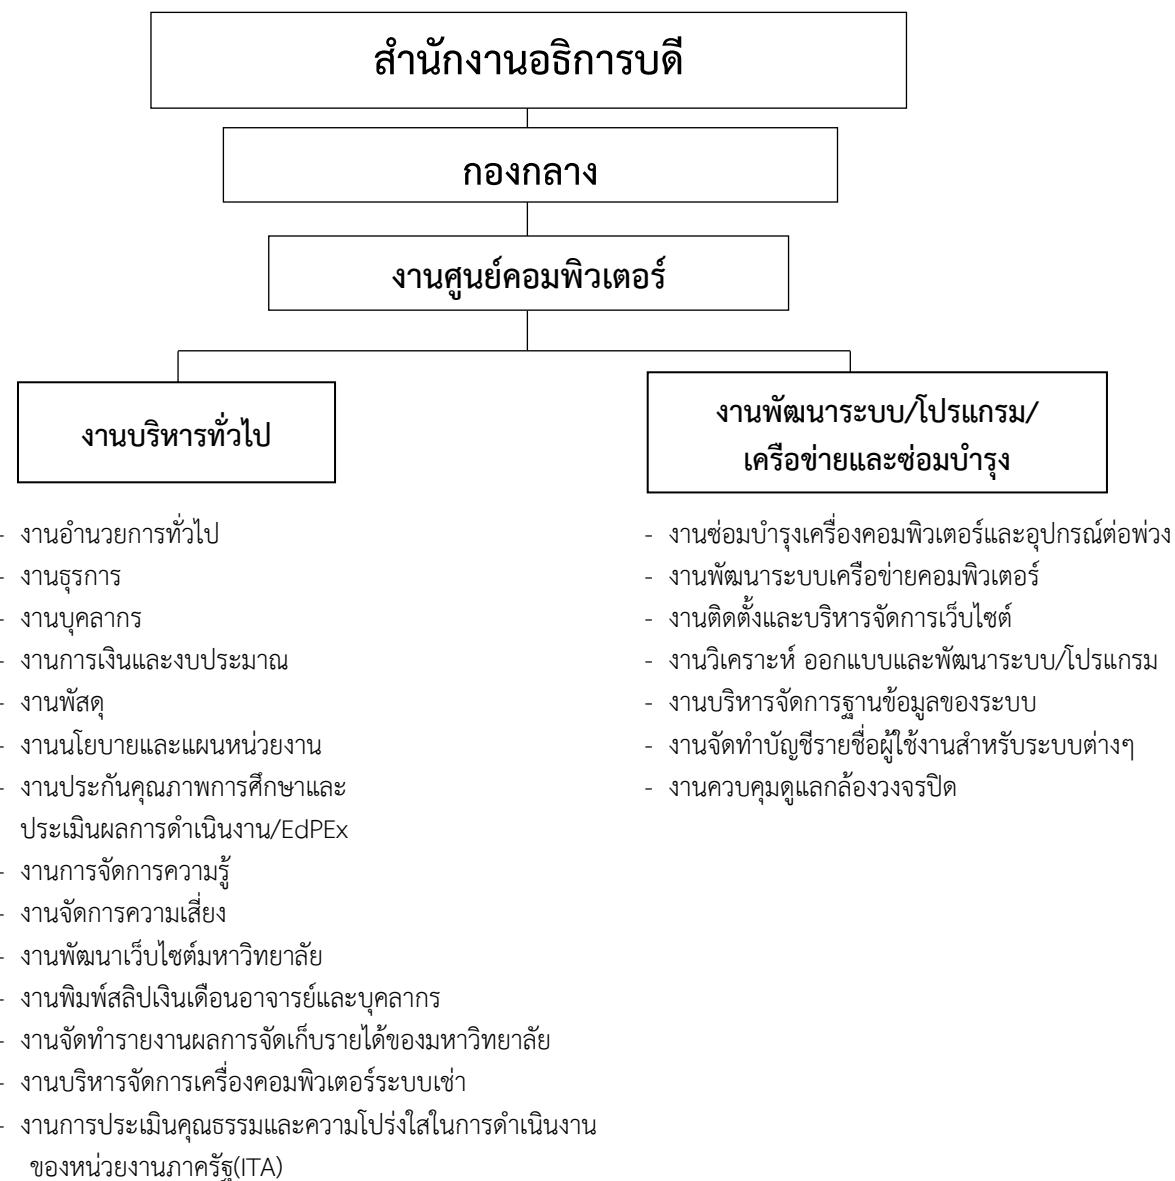 สำนักงานอธิการบดี
กองกลาง
งานศูนย์คอมพิวเตอร์
งานบริหารทั่วไป
- งานอำนวยการทั่วไป
- งานธุรการ
- งานบุคลากร
- งานการเงินและงบประมาณ
- งานพัสดุ
- งานนโยบายและแผนหน่วยงาน
- งานประกันคุณภาพการศึกษาและ
ประเมินผลการดำเนินงาน/EdPEx
- งานการจัดการความรู้
- งานจัดการความเสี่ยง
- งานพัฒนาเว็บไซต์มหาวิทยาลัย
- งานพิมพ์สลิปเงินเดือนอาจารย์และบุคลากร
- งานจัดทำรายงานผลการจัดเก็บรายได้ของมหาวิทยาลัย
- งานบริหารจัดการเครื่องคอมพิวเตอร์ระบบเช่า
- งานการประเมินคุณธรรมและความโปร่งใสในการดำเนินงาน
ของหน่วยงานภาครัฐ(ITA)
งานพัฒนาระบบ/โปรแกรม/
เครือข่ายและซ่อมบำรุง
- งานซ่อมบำรุงเครื่องคอมพิวเตอร์และอุปกรณ์ต่อพ่วง
- งานพัฒนาระบบเครือข่ายคอมพิวเตอร์
- งานติดตั้งและบริหารจัดการเว็บไซต์
- งานวิเคราะห์ ออกแบบและพัฒนาระบบ/โปรแกรม
- งานบริหารจัดการฐานข้อมูลของระบบ
- งานจัดทำบัญชีรายชื่อผู้ใช้งานสำหรับระบบต่างๆ
- งานควบคุมดูแลกล้องวงจรปิด